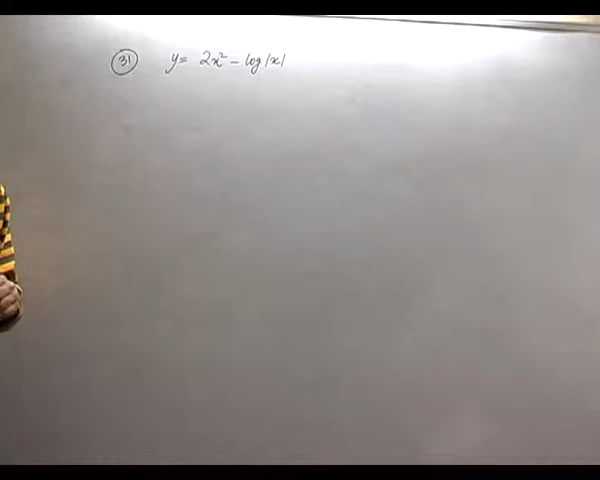 31 y = 2x² - log|x|